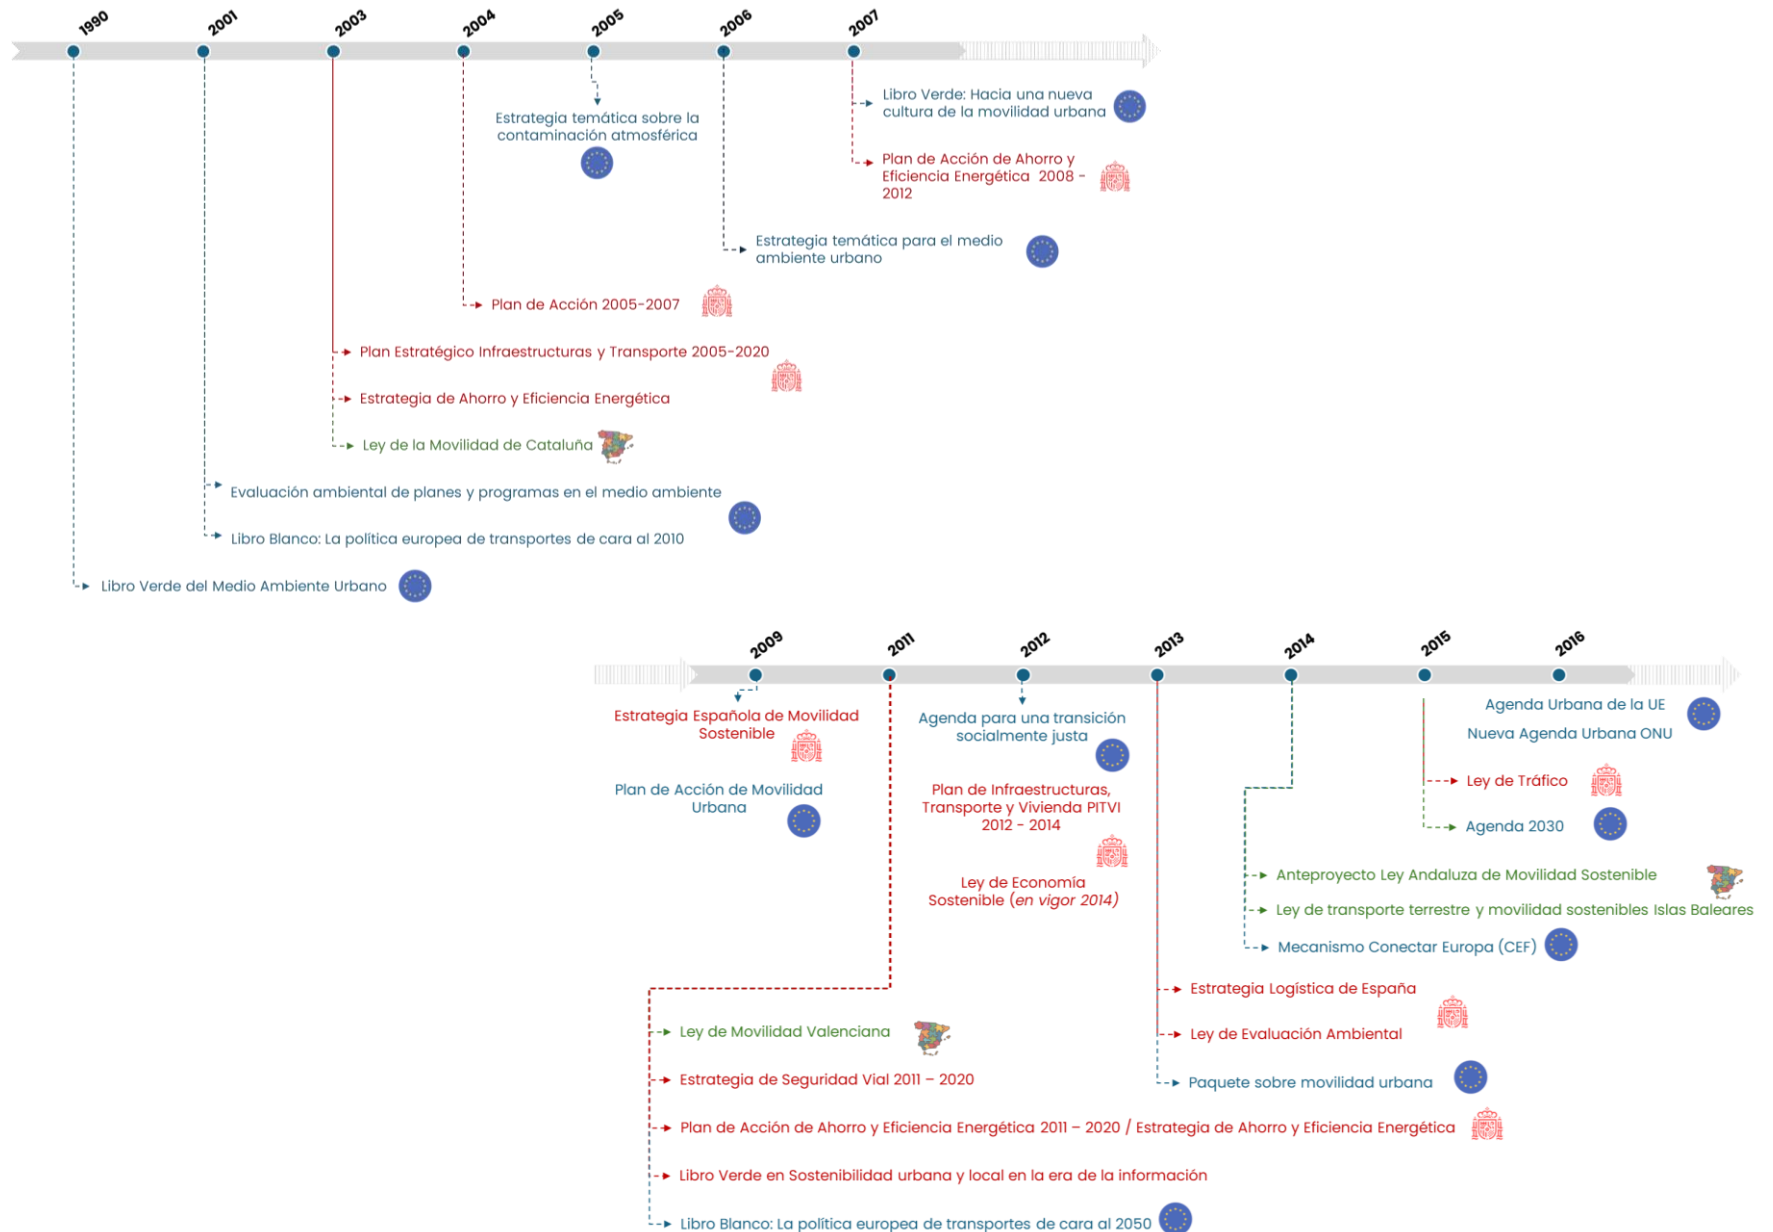 1990
2001
2003
2004
2005
2006
2007
Libro Verde: Hacia una nueva
cultura de la movilidad urbana
Estrategia temática sobre la
contaminación atmosférica
Plan de Acción de Ahorro y
Eficiencia Energética 2008 -
2012
Estrategia temática para el medio
ambiente urbano
Plan de Acción 2005-2007
Plan Estratégico Infraestructuras y Transporte 2005-2020
Estrategia de Ahorro y Eficiencia Energética
Ley de la Movilidad de Cataluña
Evaluación ambiental de planes y programas en el medio ambiente
Libro Blanco: La política europea de transportes de cara al 2010
Libro Verde del Medio Ambiente Urbano
2009
2011
2012
2013
2014
2015
2016
Estrategia Española de Movilidad
Sostenible
Plan de Acción de Movilidad
Urbana
Agenda para una transición
socialmente justa
Plan de Infraestructuras,
Transporte y Vivienda PITVI
2012 - 2014
Ley de Economía
Sostenible (en vigor 2014)
Agenda Urbana de la UE
Nueva Agenda Urbana ONU
Ley de Tráfico
Agenda 2030
Anteproyecto Ley Andaluza de Movilidad Sostenible
Ley de transporte terrestre y movilidad sostenibles Islas Baleares
Mecanismo Conectar Europa (CEF)
Estrategia Logística de España
Ley de Evaluación Ambiental
Paquete sobre movilidad urbana
Ley de Movilidad Valenciana
Estrategia de Seguridad Vial 2011 – 2020
Plan de Acción de Ahorro y Eficiencia Energética 2011 – 2020 / Estrategia de Ahorro y Eficiencia Energética
Libro Verde en Sostenibilidad urbana y local en la era de la información
Libro Blanco: La política europea de transportes de cara al 2050